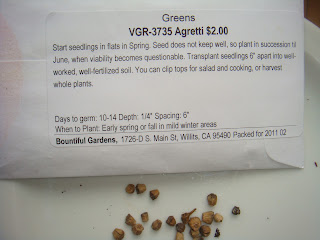 Greens
VGR-3735 Agretti $2.00
Start seedlings in flats in Spring. Seed does not keep well, so plant in succession til
June, when viability becomes questionable. Transplant seedlings 6" apart into well-
worked, well-fertilized soil. You can clip tops for salad and cooking, or harvest
whole plants.
Days to germ: 10-14 Depth: 1/4" Spacing: 6"
When to Plant: Early spring or fall in mild winter areas
Bountiful Gardens, 1726-D S. Main St, Willits, CA 95490 Packed for 2011 02